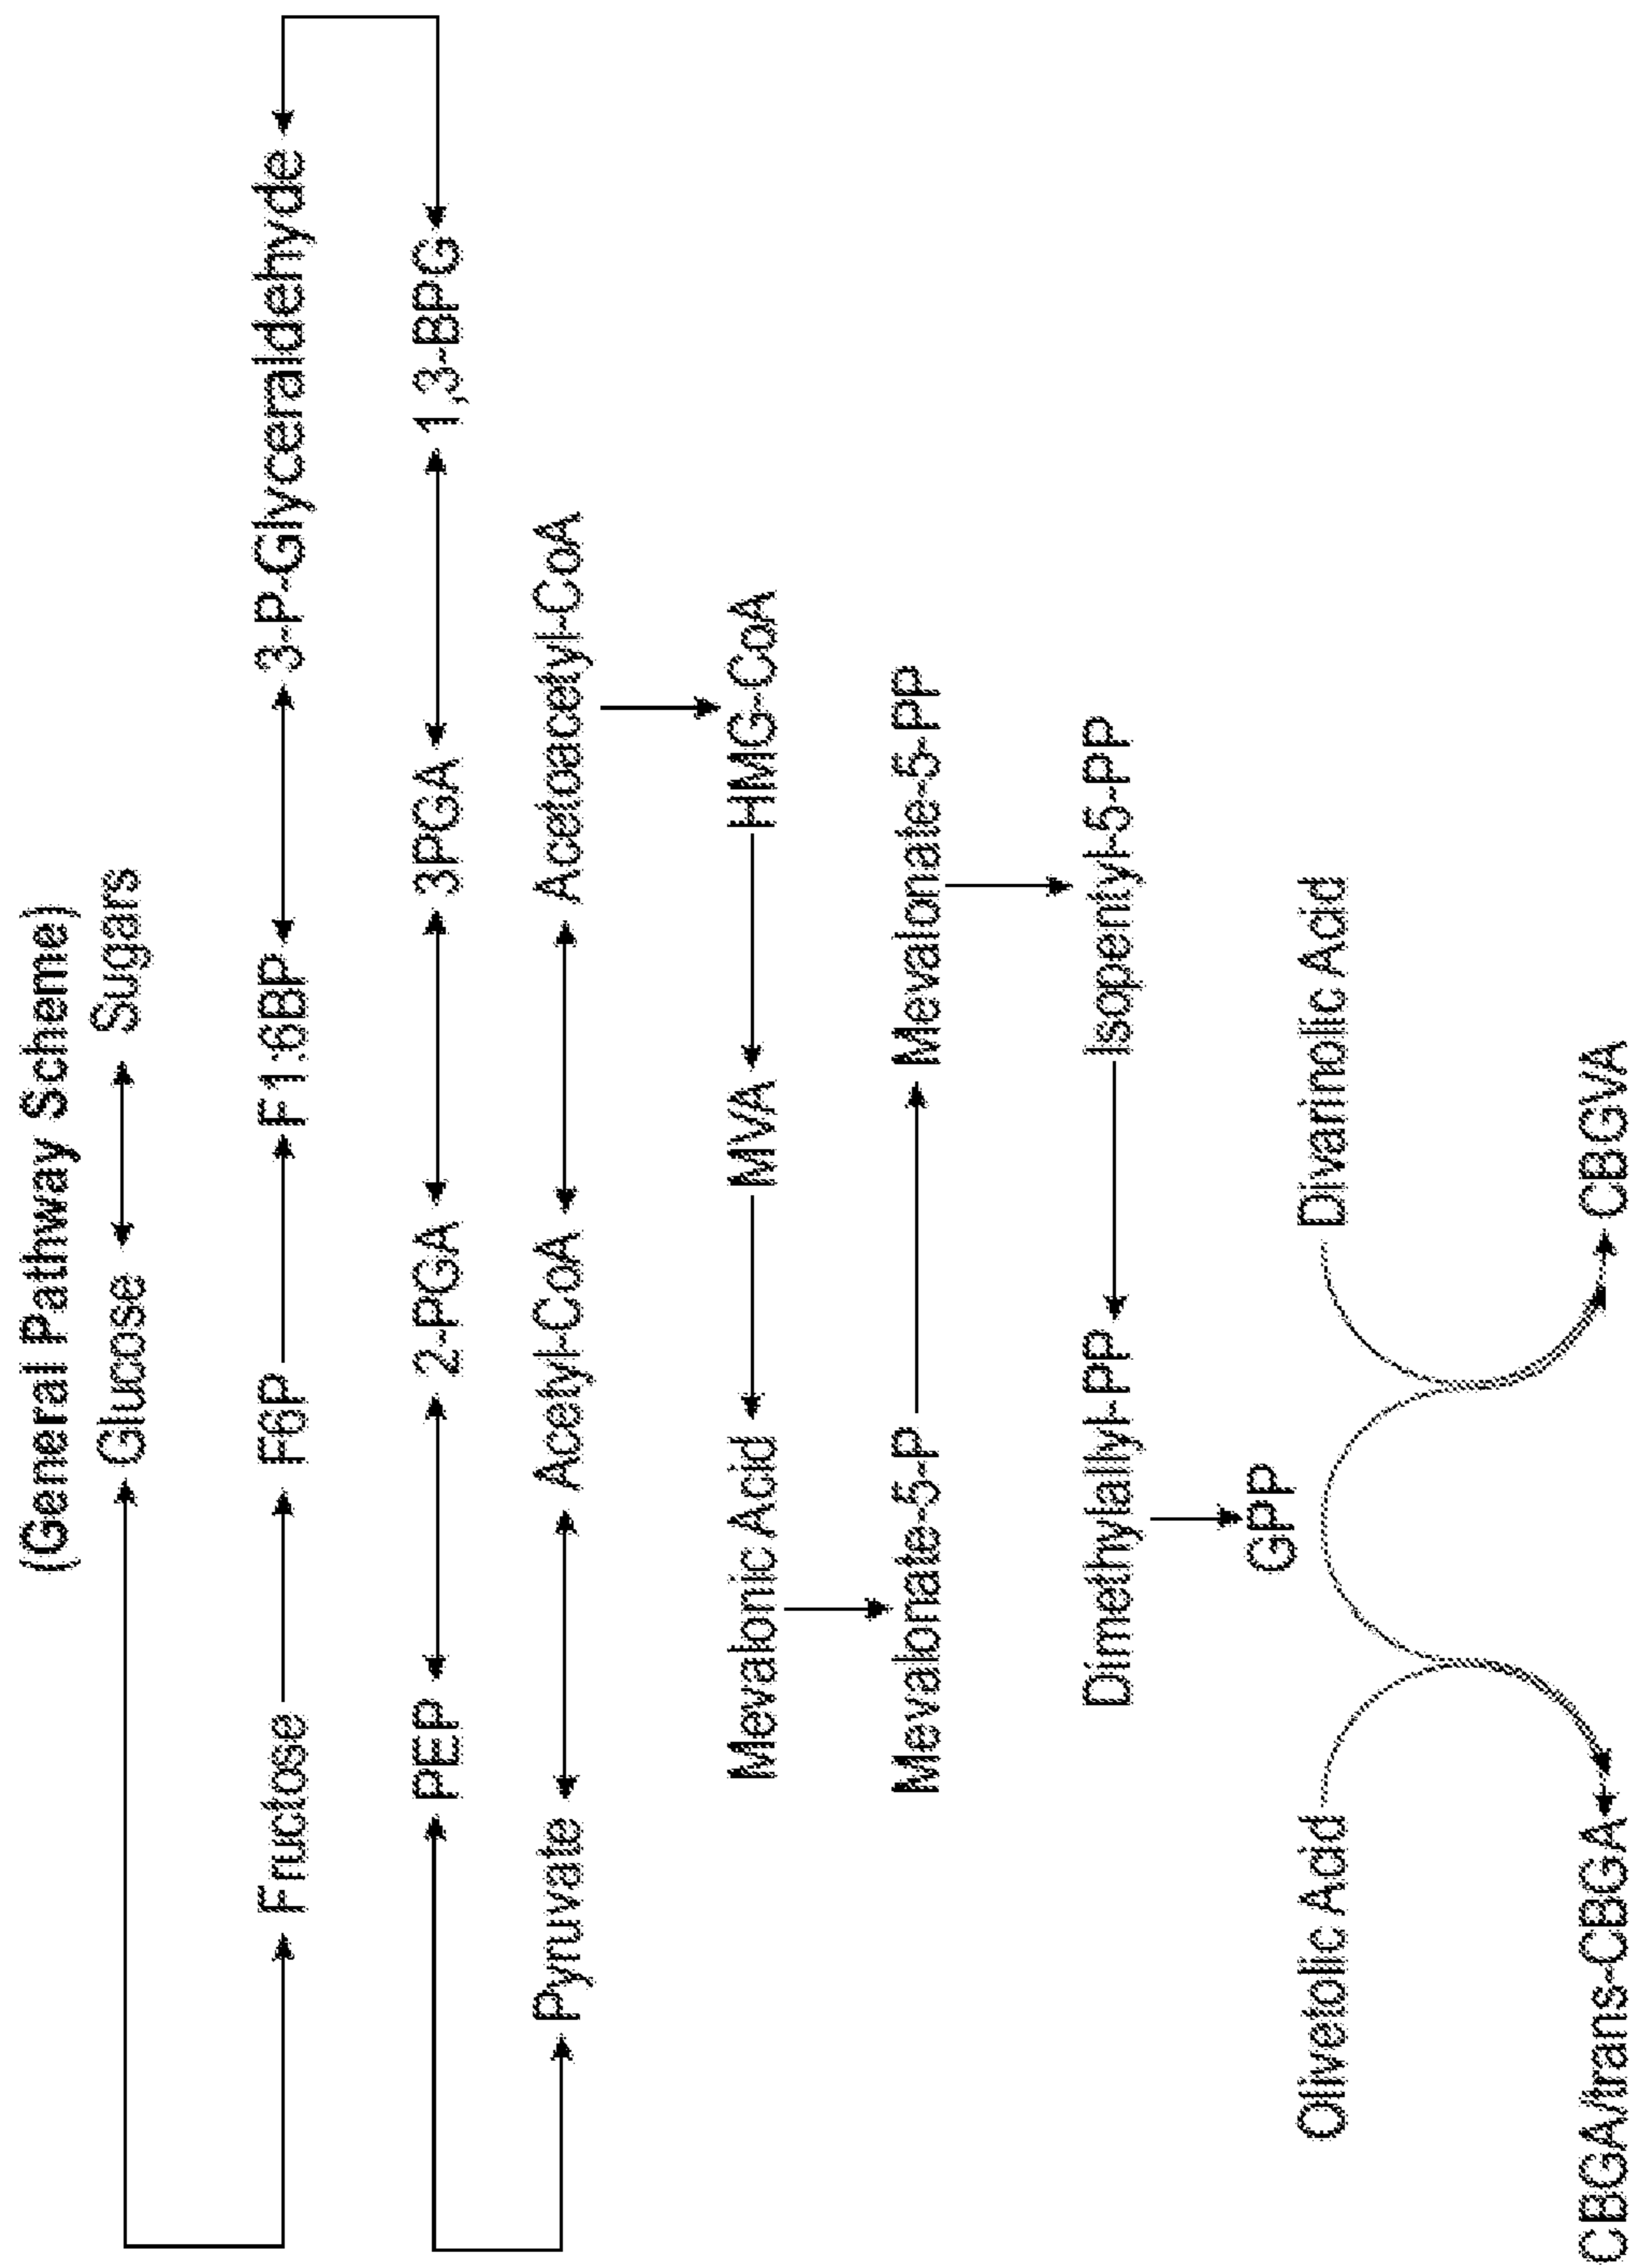 (General Pathway Scheme)
Glucose Sugars
Fructose F6P F1:6BP 3-P-Glyceraldehyde
PEP 2-PGA 3PGA 1,3-BPG
Pyruvate Acetyl-CoA Acetoacetyl-CoA
Mevalonic Acid MVA HMG-CoA
Mevalonate-5-P Mevalonate-5-PP
Dimethylallyl-PP Isopentyl-5-PP
GPP
Olivetolic Acid Divarinolic Acid
CBGA/trans-CBGA CBGVA